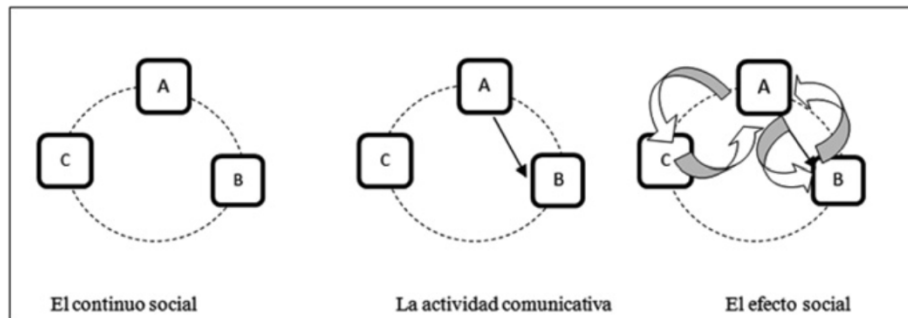 A
C
B
El continuo social
A
C
B
La actividad comunicativa
A
C
B
El efecto social